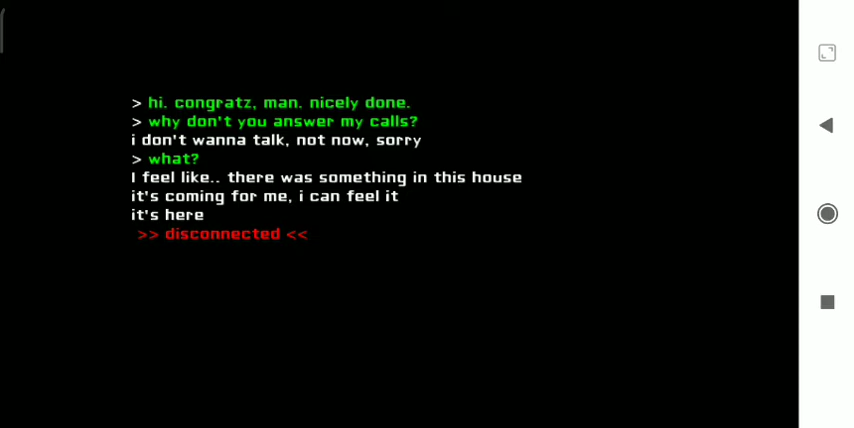 > hi. congratz, man. nicely done.
> why don't you answer my calls?
i don't wanna talk, not now, sorry
> what?
I feel like.. there was something in this house
it's coming for me, i can feel it
it's here
>> disconnected <<